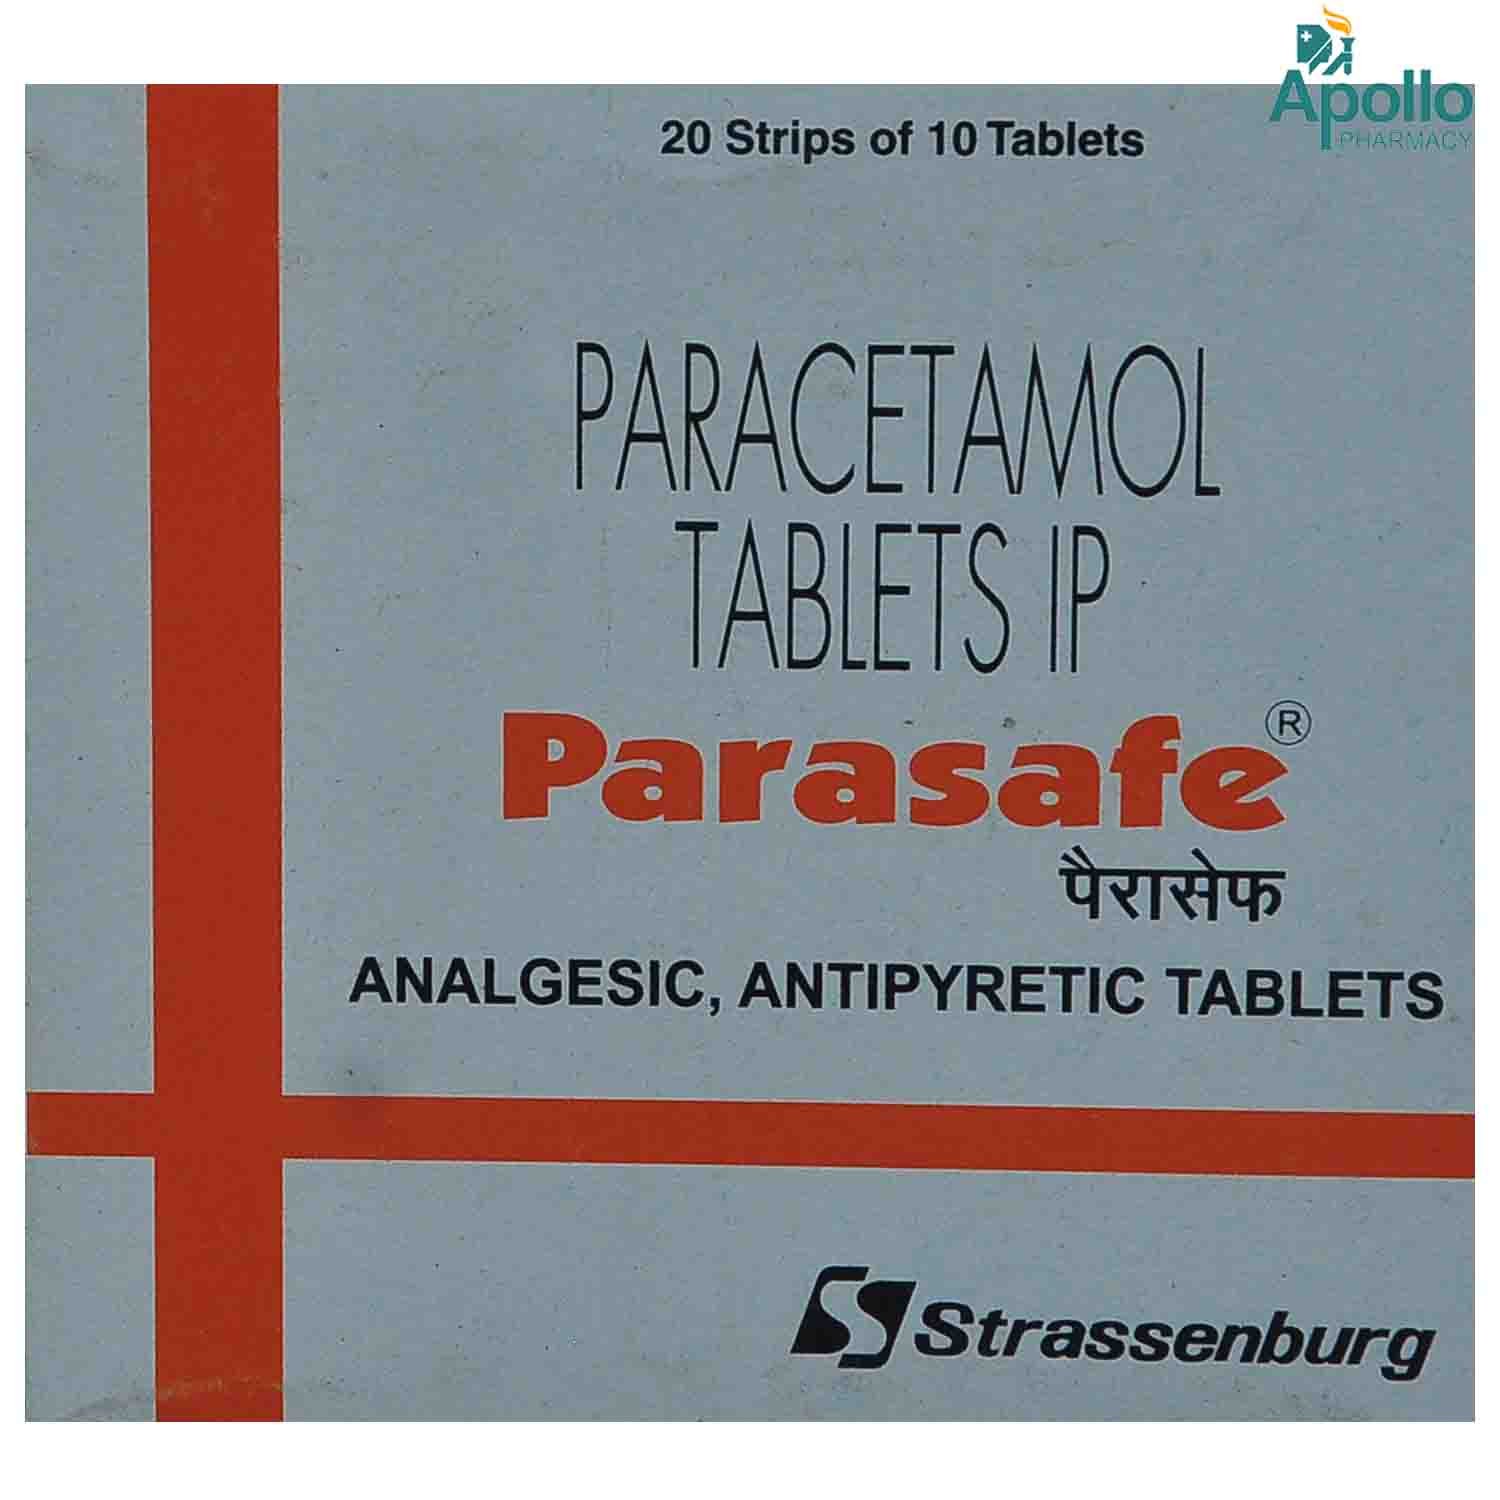 Apollo
PHARMACY
20 Strips of 10 Tablets
PARACETAMOL
TABLETS IP
Parasafe®
पैरासेफ
ANALGESIC, ANTIPYRETIC TABLETS
Strassenburg